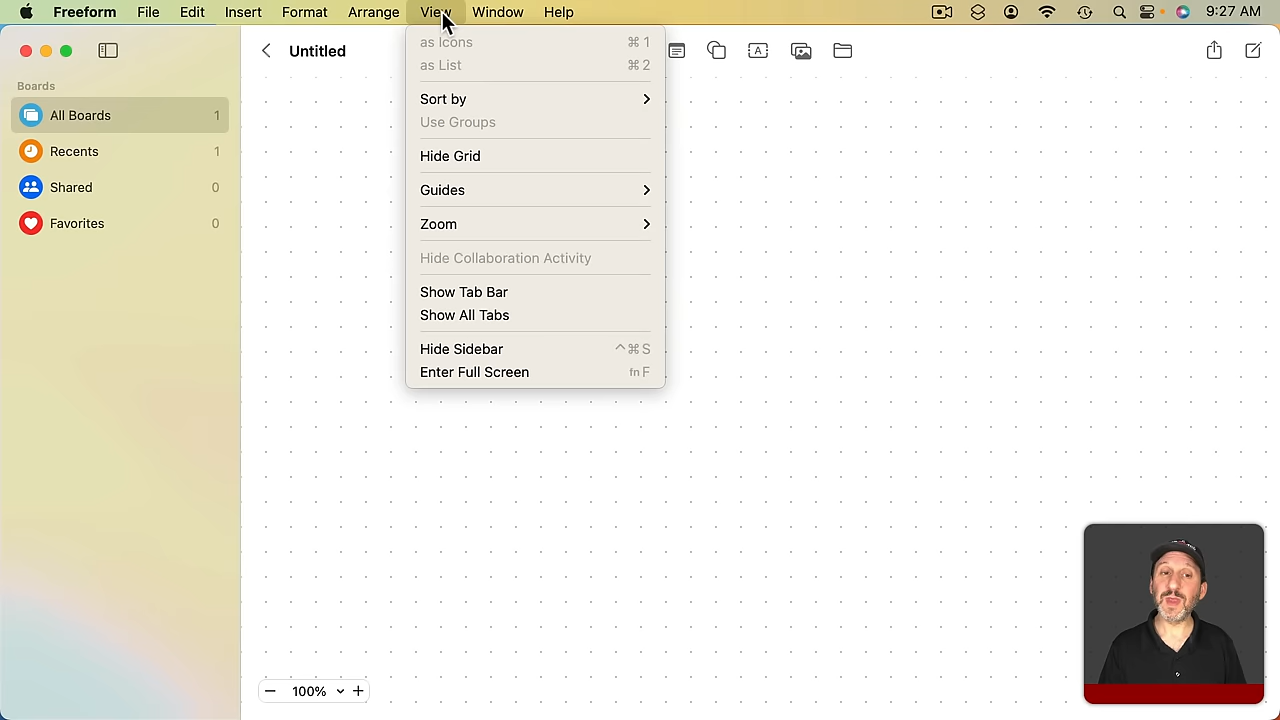 Freeform File Edit Insert Format Arrange View Window Help 9:27 AM
Untitled
Boards
All Boards 1
Recents 1
Shared 0
Favorites 0
as Icons ⌘ 1
as List ⌘ 2
Sort by
Use Groups
Hide Grid
Guides
Zoom
Hide Collaboration Activity
Show Tab Bar
Show All Tabs
Hide Sidebar ^⌘ S
Enter Full Screen fn F
A
100%